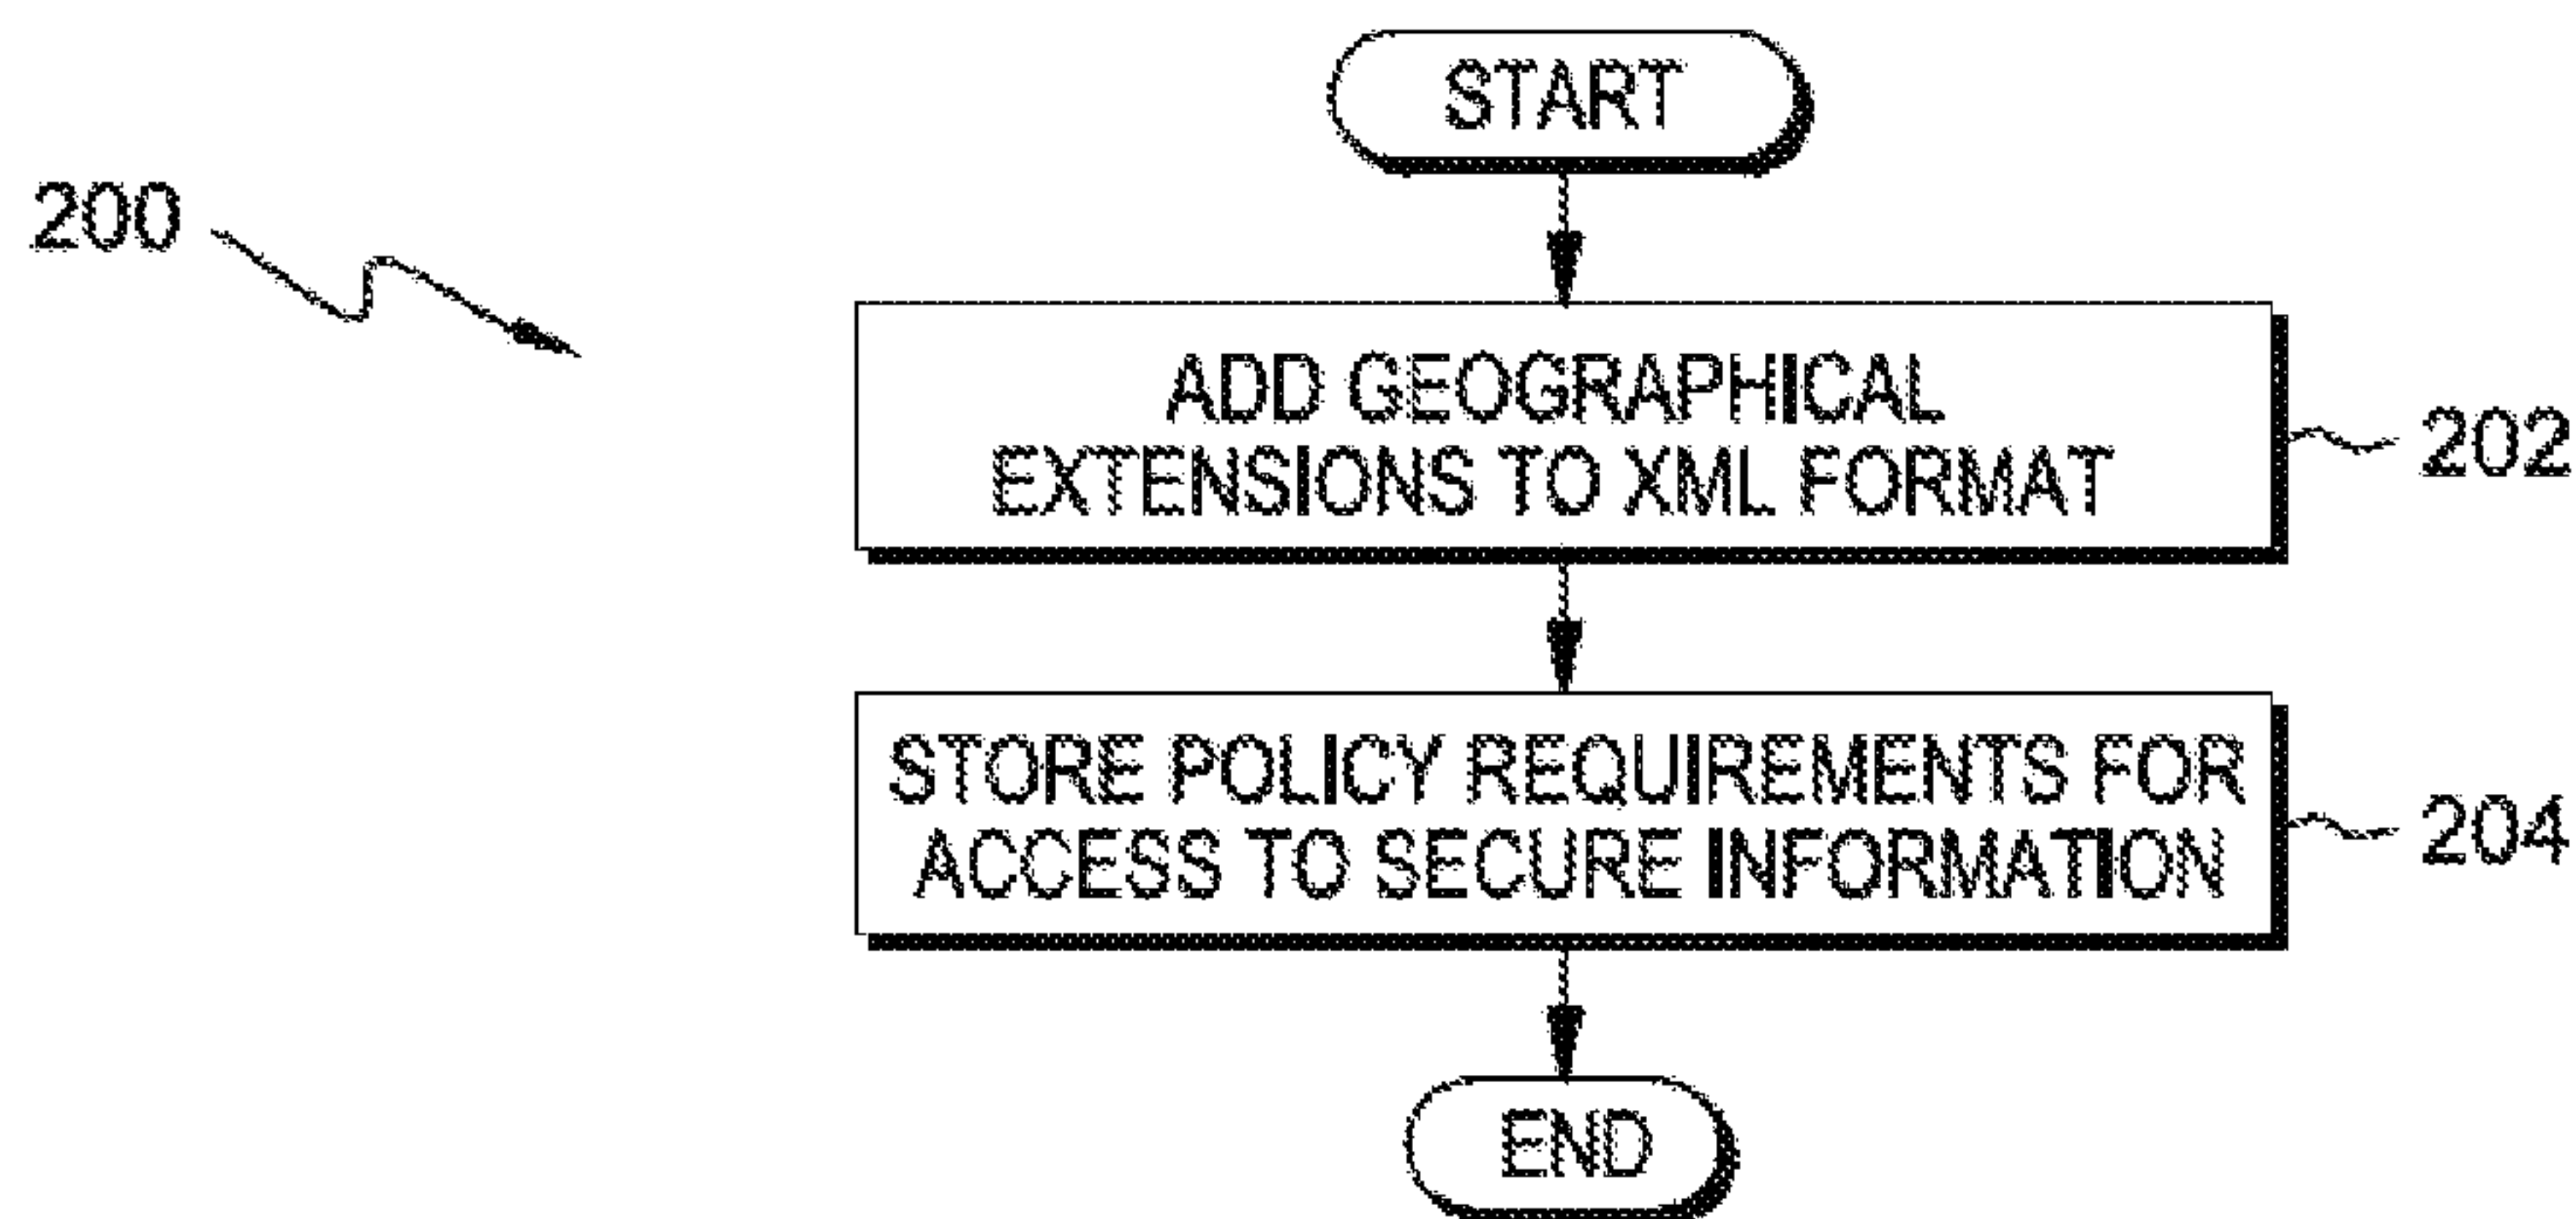 START
200
ADD GEOGRAPHICAL
EXTENSIONS TO XML FORMAT
202
STORE POLICY REQUIREMENTS FOR
ACCESS TO SECURE INFORMATION
204
END